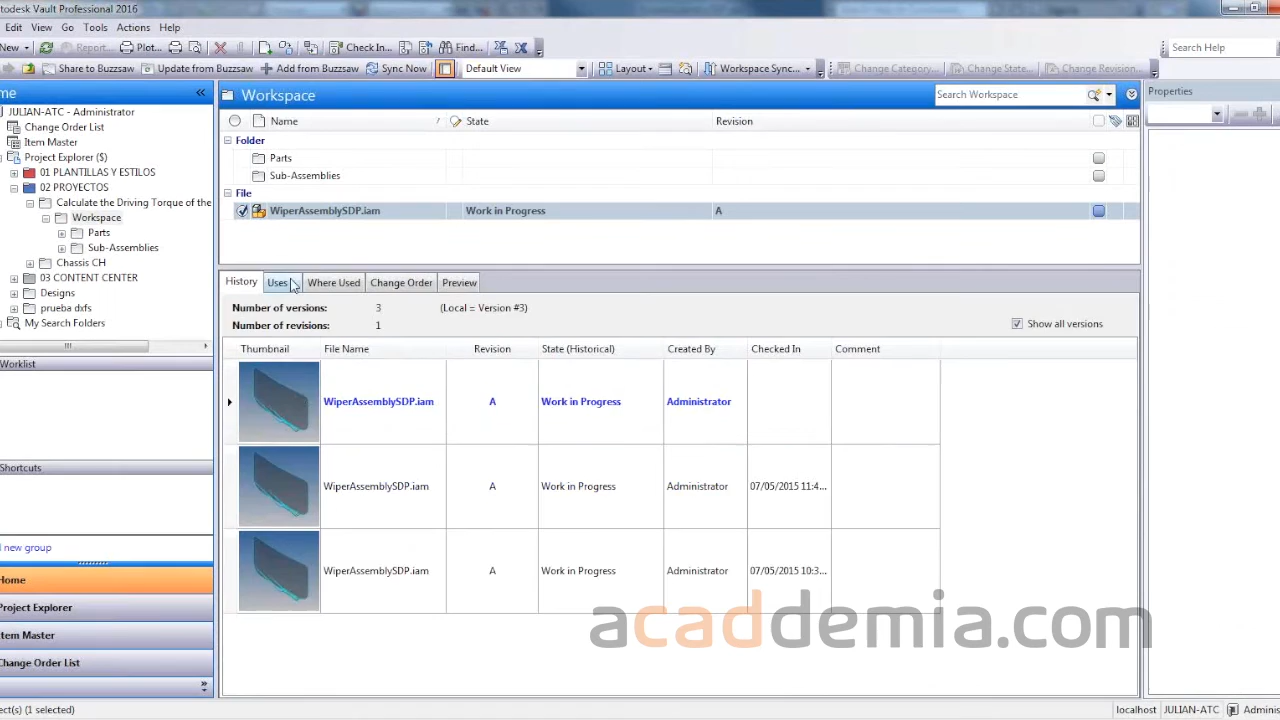 todesk Vault Professional 2016
Edit View Go Tools Actions Help
New Report... Plot... Check In... Find... Search Help
Share to Buzzsaw Update from Buzzsaw Add from Buzzsaw Sync Now Default View Layout Workspace Sync... Change Category... Change State... Change Revision...
me «
Workspace
Search Workspace
Properties
JULIAN-ATC - Administrator
Change Order List
Item Master
Project Explorer ($)
01 PLANTILLAS Y ESTILOS
02 PROYECTOS
Calculate the Driving Torque of the
Workspace
Parts
Sub-Assemblies
Chassis CH
03 CONTENT CENTER
Designs
prueba dxfs
My Search Folders
Worklist
Shortcuts
new group
Home
Project Explorer
tem Master
Change Order List
Name / State Revision
Folder
Parts
Sub-Assemblies
File
WiperAssemblySDP.iam Work in Progress A
History Uses Where Used Change Order Preview
Number of versions: 3 (Local = Version #3)
Number of revisions: 1
Show all versions
Thumbnail File Name Revision State (Historical) Created By Checked In Comment
WiperAssemblySDP.iam A Work in Progress Administrator
WiperAssemblySDP.iam A Work in Progress Administrator 07/05/2015 11:4...
WiperAssemblySDP.iam A Work in Progress Administrator 07/05/2015 10:3...
acaddemia.com
ect(s) (1 selected)
localhost JULIAN-ATC Adminis